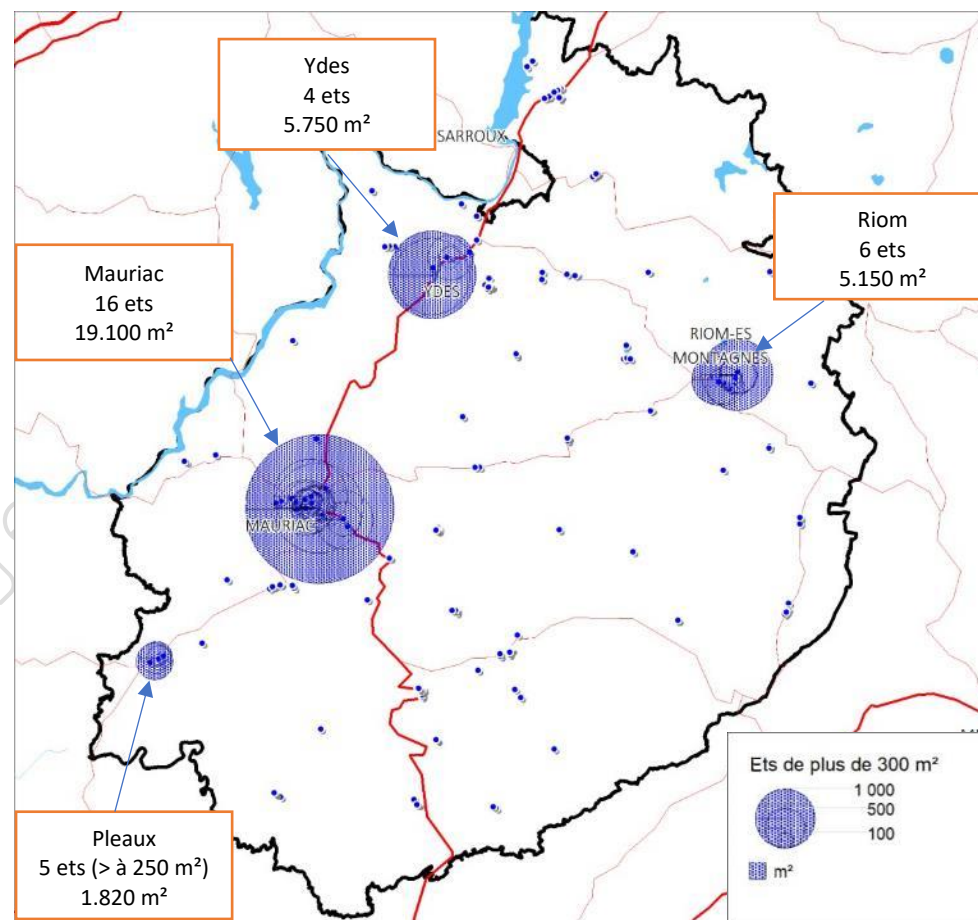 Ydes
4 ets
5.750 m²
SARROUX
Riom
6 ets
5.150 m²
Mauriac
16 ets
19.100 m²
YDES
RIOM-ES
MONTAGNES
MAURIAC
Pleaux
5 ets (> à 250 m²)
1.820 m²
Ets de plus de 300 m²
1 000
500
100
m²